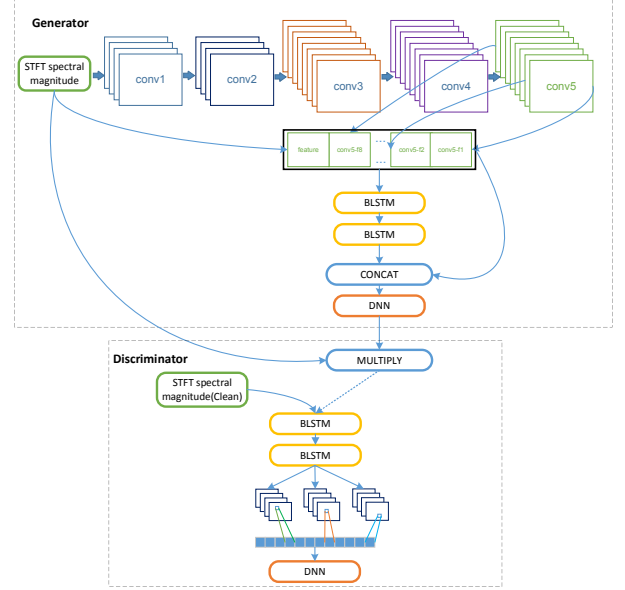 Generator
STFT spectral
magnitude
conv1
conv2
conv3
conv4
conv5
feature
conv5-f8
...
conv5-f2
conv5-f1
BLSTM
BLSTM
CONCAT
DNN
MULTIPLY
Discriminator
STFT spectral
magnitude(Clean)
BLSTM
BLSTM
DNN